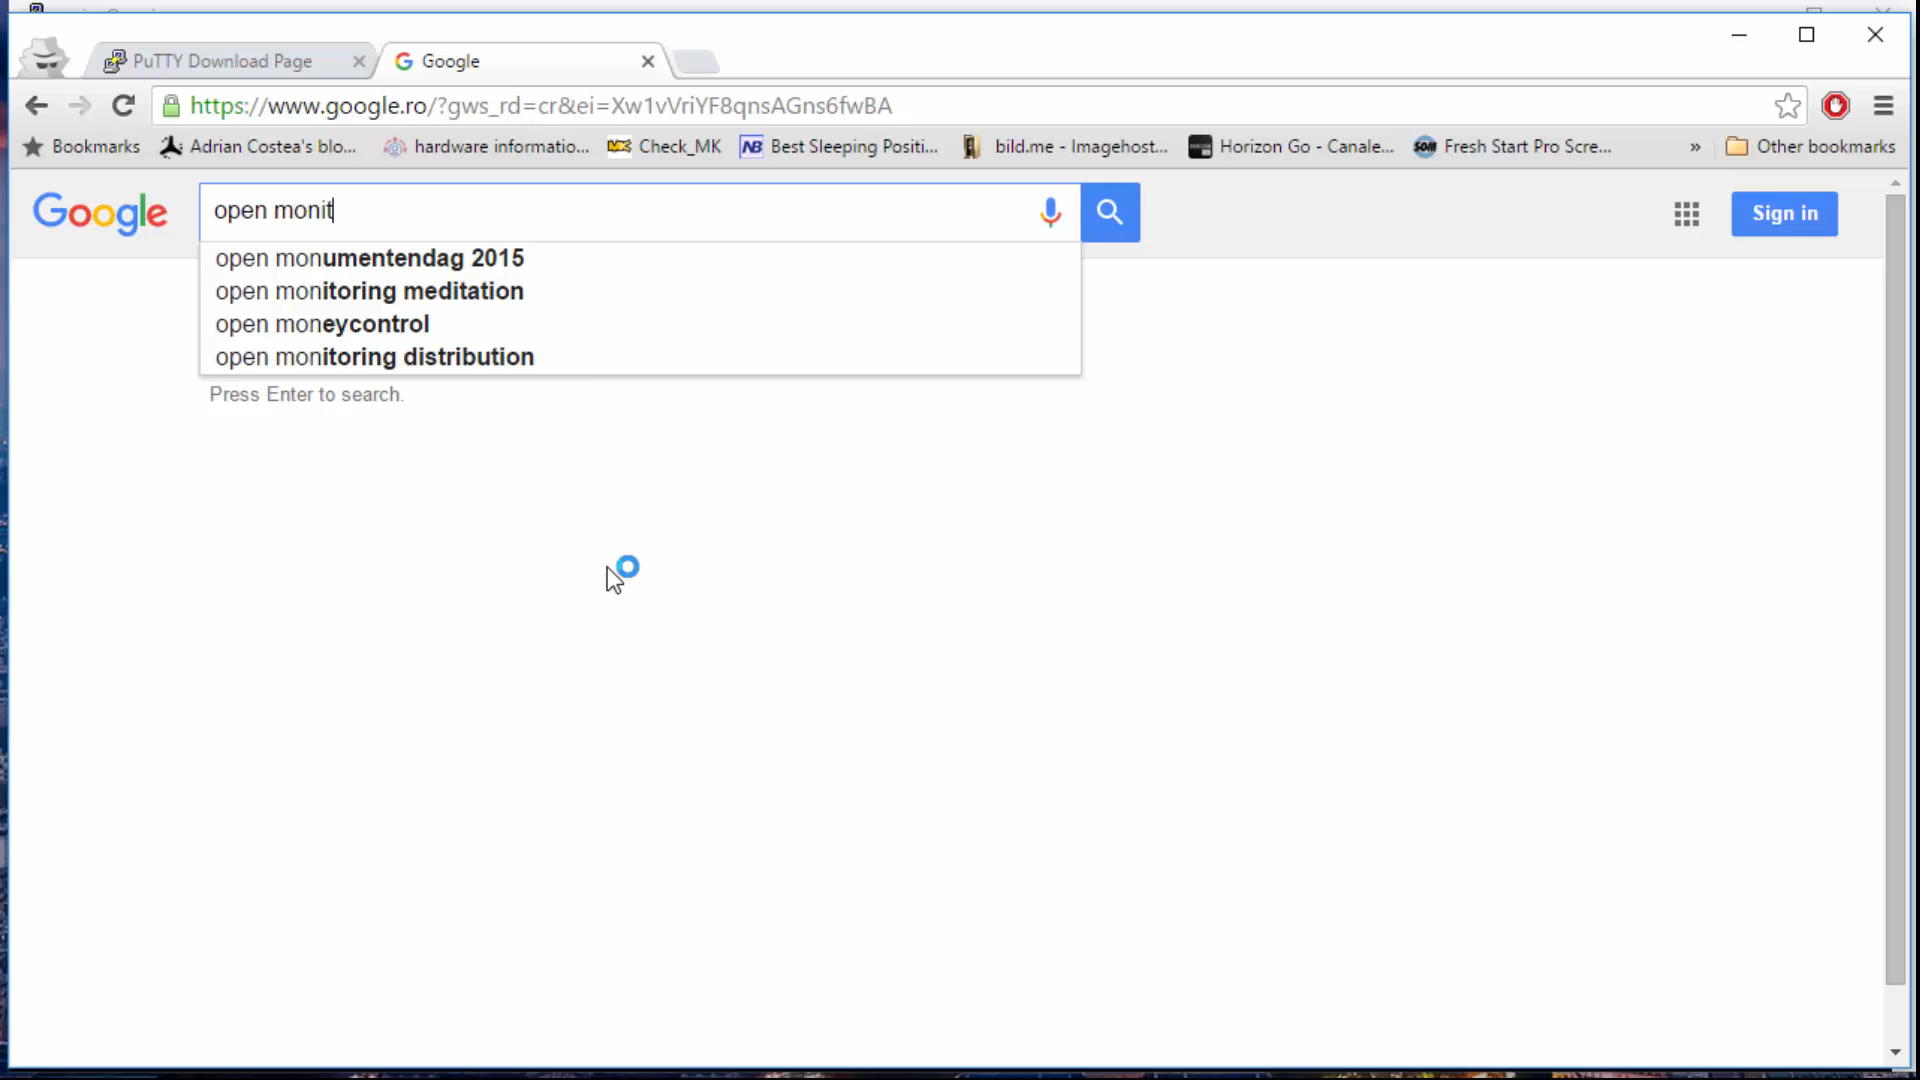 PuTTY Download Page
Google
https://www.google.ro/?gws_rd=cr&ei=Xw1vVriYF8qnsAGns6fwBA
Bookmarks Adrian Costea's blo... hardware informatio... Check_MK Best Sleeping Positi... bild.me - Imagehost... Horizon Go - Canale... Fresh Start Pro Scre... » Other bookmarks
Google
open monit
Sign in
open monumentendag 2015
open monitoring meditation
open moneycontrol
open monitoring distribution
Press Enter to search.